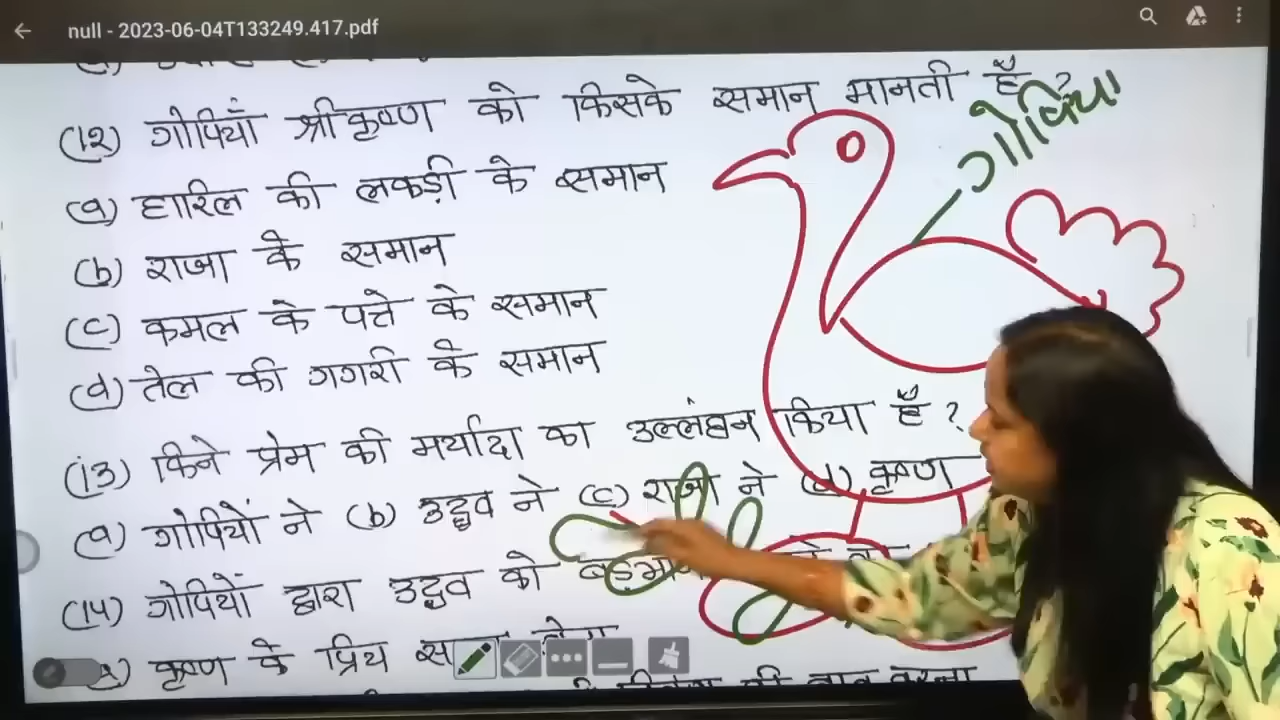 null - 2023-06-04T133249.417.pdf
(12) गोपियाँ श्रीकृष्ण को किसके समान मानती हैं ?
गोपिया
(a) हारिल की लकड़ी के समान
(b) राजा के समान
(c) कमल के पत्ते के समान
(d) तेल की गगरी के समान
(13) किने प्रेम की मर्यादा का उल्लंघन किया हैं ?
(a) गोपियों ने (b) उद्धव ने (c) राजा ने (d) कृष्ण
(14) गोपियों द्वारा उद्धव को
कृष्ण के प्रिय